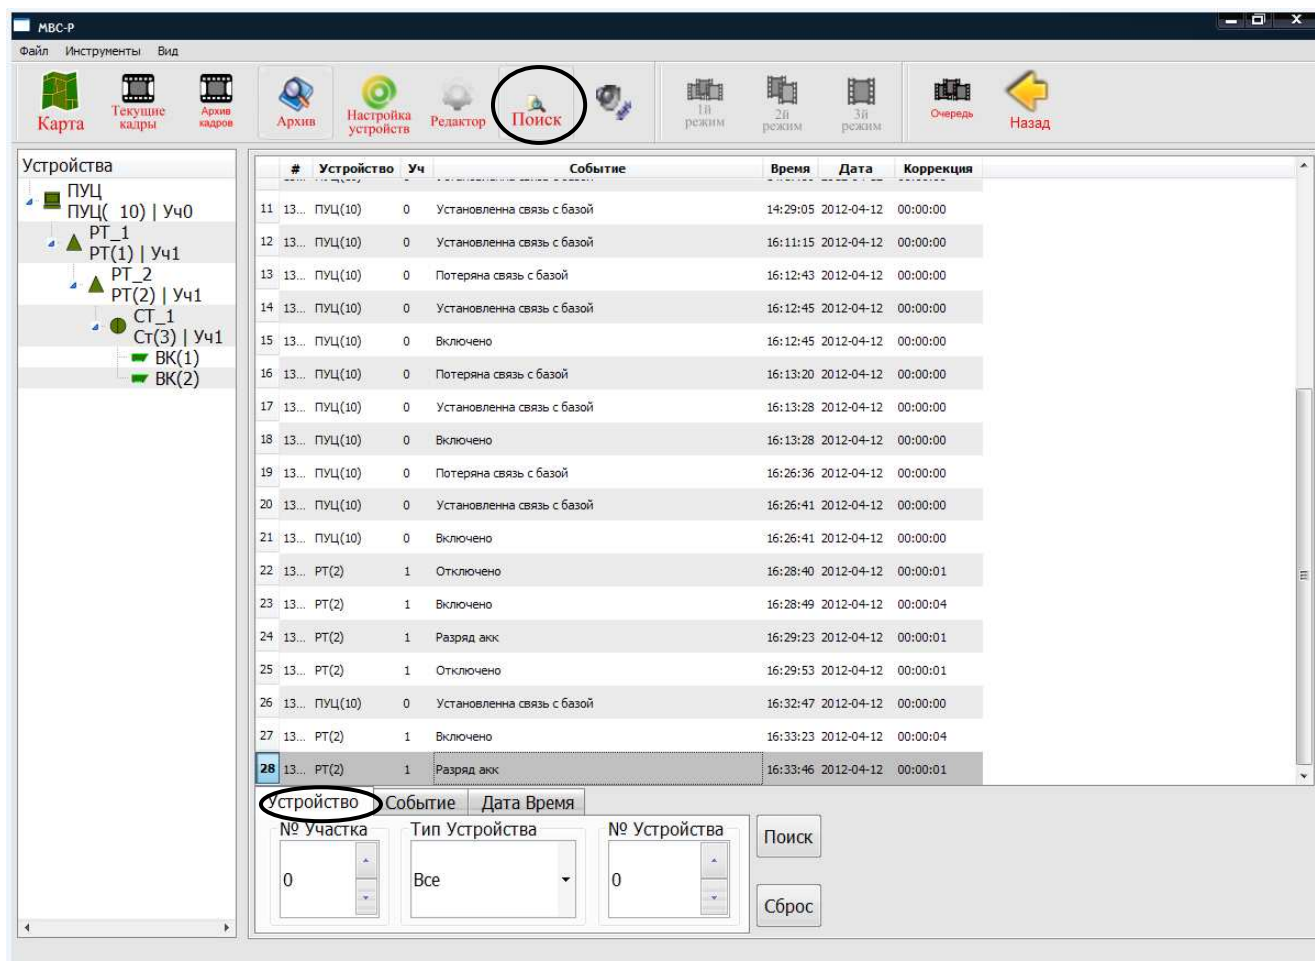 МВС-Р
Файл Инструменты Вид
Карта
Текущие
кадры
Архив
кадров
Архив
Настройка
устройств
Редактор
Поиск
1й
режим
2й
режим
3й
режим
Очередь
Назад
Устройства
ПУЦ
ПУЦ( 10) | Уч0
РТ_1
РТ(1) | Уч1
РТ_2
РТ(2) | Уч1
СТ_1
Ст(3) | Уч1
ВК(1)
ВК(2)
# Устройство Уч Событие Время Дата Коррекция
11 13... ПУЦ(10) 0 Установленна связь с базой 14:29:05 2012-04-12 00:00:00
12 13... ПУЦ(10) 0 Установленна связь с базой 16:11:15 2012-04-12 00:00:00
13 13... ПУЦ(10) 0 Потеряна связь с базой 16:12:43 2012-04-12 00:00:00
14 13... ПУЦ(10) 0 Установленна связь с базой 16:12:45 2012-04-12 00:00:00
15 13... ПУЦ(10) 0 Включено 16:12:45 2012-04-12 00:00:00
16 13... ПУЦ(10) 0 Потеряна связь с базой 16:13:20 2012-04-12 00:00:00
17 13... ПУЦ(10) 0 Установленна связь с базой 16:13:28 2012-04-12 00:00:00
18 13... ПУЦ(10) 0 Включено 16:13:28 2012-04-12 00:00:00
19 13... ПУЦ(10) 0 Потеряна связь с базой 16:26:36 2012-04-12 00:00:00
20 13... ПУЦ(10) 0 Установленна связь с базой 16:26:41 2012-04-12 00:00:00
21 13... ПУЦ(10) 0 Включено 16:26:41 2012-04-12 00:00:00
22 13... РТ(2) 1 Отключено 16:28:40 2012-04-12 00:00:01
23 13... РТ(2) 1 Включено 16:28:49 2012-04-12 00:00:04
24 13... РТ(2) 1 Разряд акк 16:29:23 2012-04-12 00:00:01
25 13... РТ(2) 1 Отключено 16:29:53 2012-04-12 00:00:01
26 13... ПУЦ(10) 0 Установленна связь с базой 16:32:47 2012-04-12 00:00:00
27 13... РТ(2) 1 Включено 16:33:23 2012-04-12 00:00:04
28 13... РТ(2) 1 Разряд акк 16:33:46 2012-04-12 00:00:01
Устройство Событие Дата Время
№ Участка Тип Устройства № Устройства
0 Все 0
Поиск
Сброс